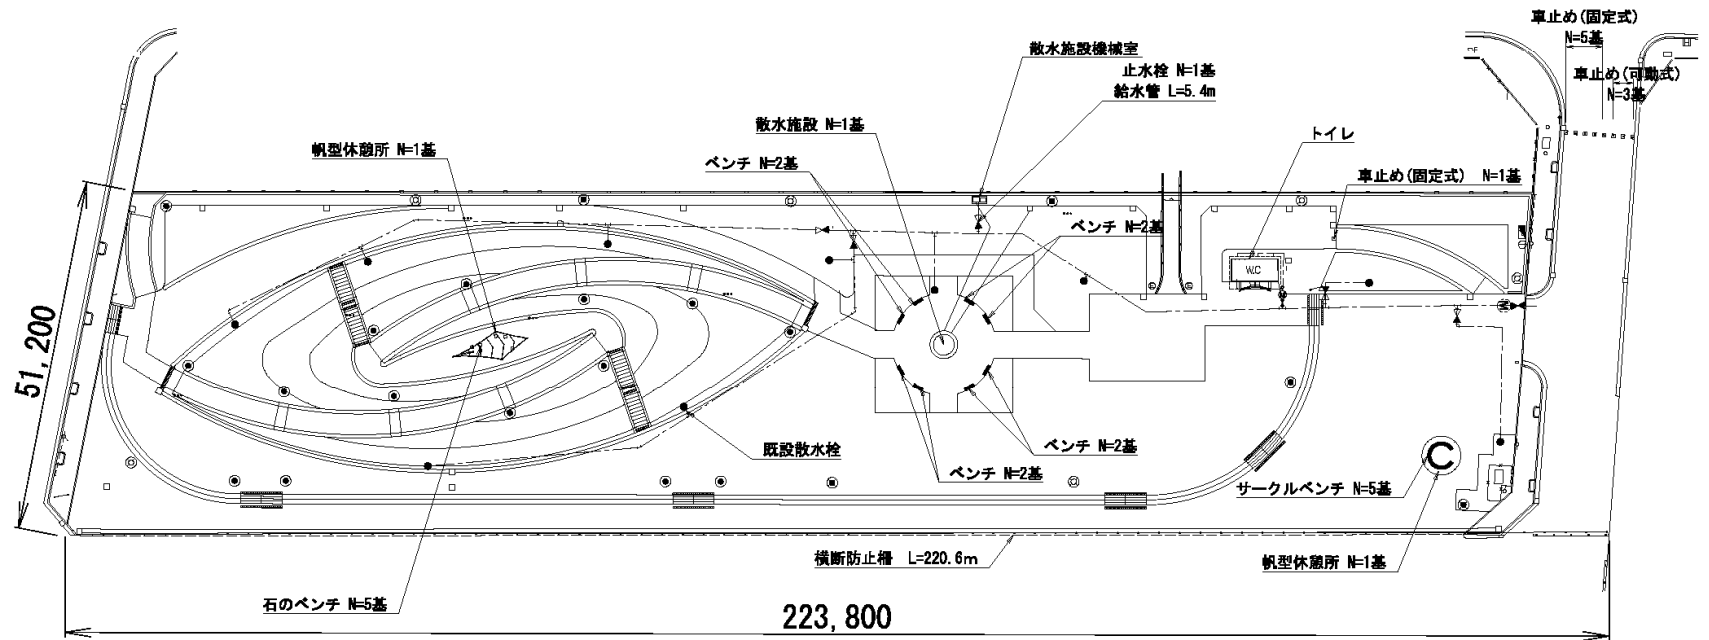 車止め(固定式)
N=5基
車止め(可動式)
N=3基
散水施設機械室
止水栓 N=1基
給水管 L=5.4m
散水施設 N=1基
トイレ
帆型休憩所 N=1基
ベンチ N=2基
車止め(固定式) N=1基
ベンチ N=2基
W.C
51,200
既設散水栓
ベンチ N=2基
ベンチ N=2基
サークルベンチ N=5基
横断防止柵 L=220.6m
帆型休憩所 N=1基
石のベンチ N=5基
223,800